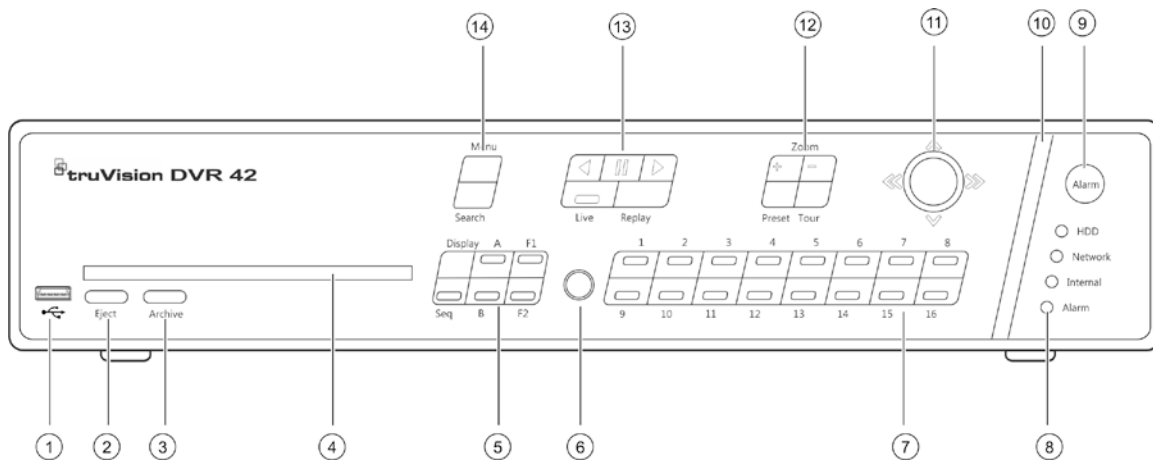 14 13 12 11 10 9
Menu Zoom
truVision DVR 42
Alarm
Search Live Replay Preset Tour
HDD
Display A F1 1 2 3 4 5 6 7 8
Network
Internal
Eject Archive Seq B F2 9 10 11 12 13 14 15 16 Alarm
1 2 3 4 5 6 7 8